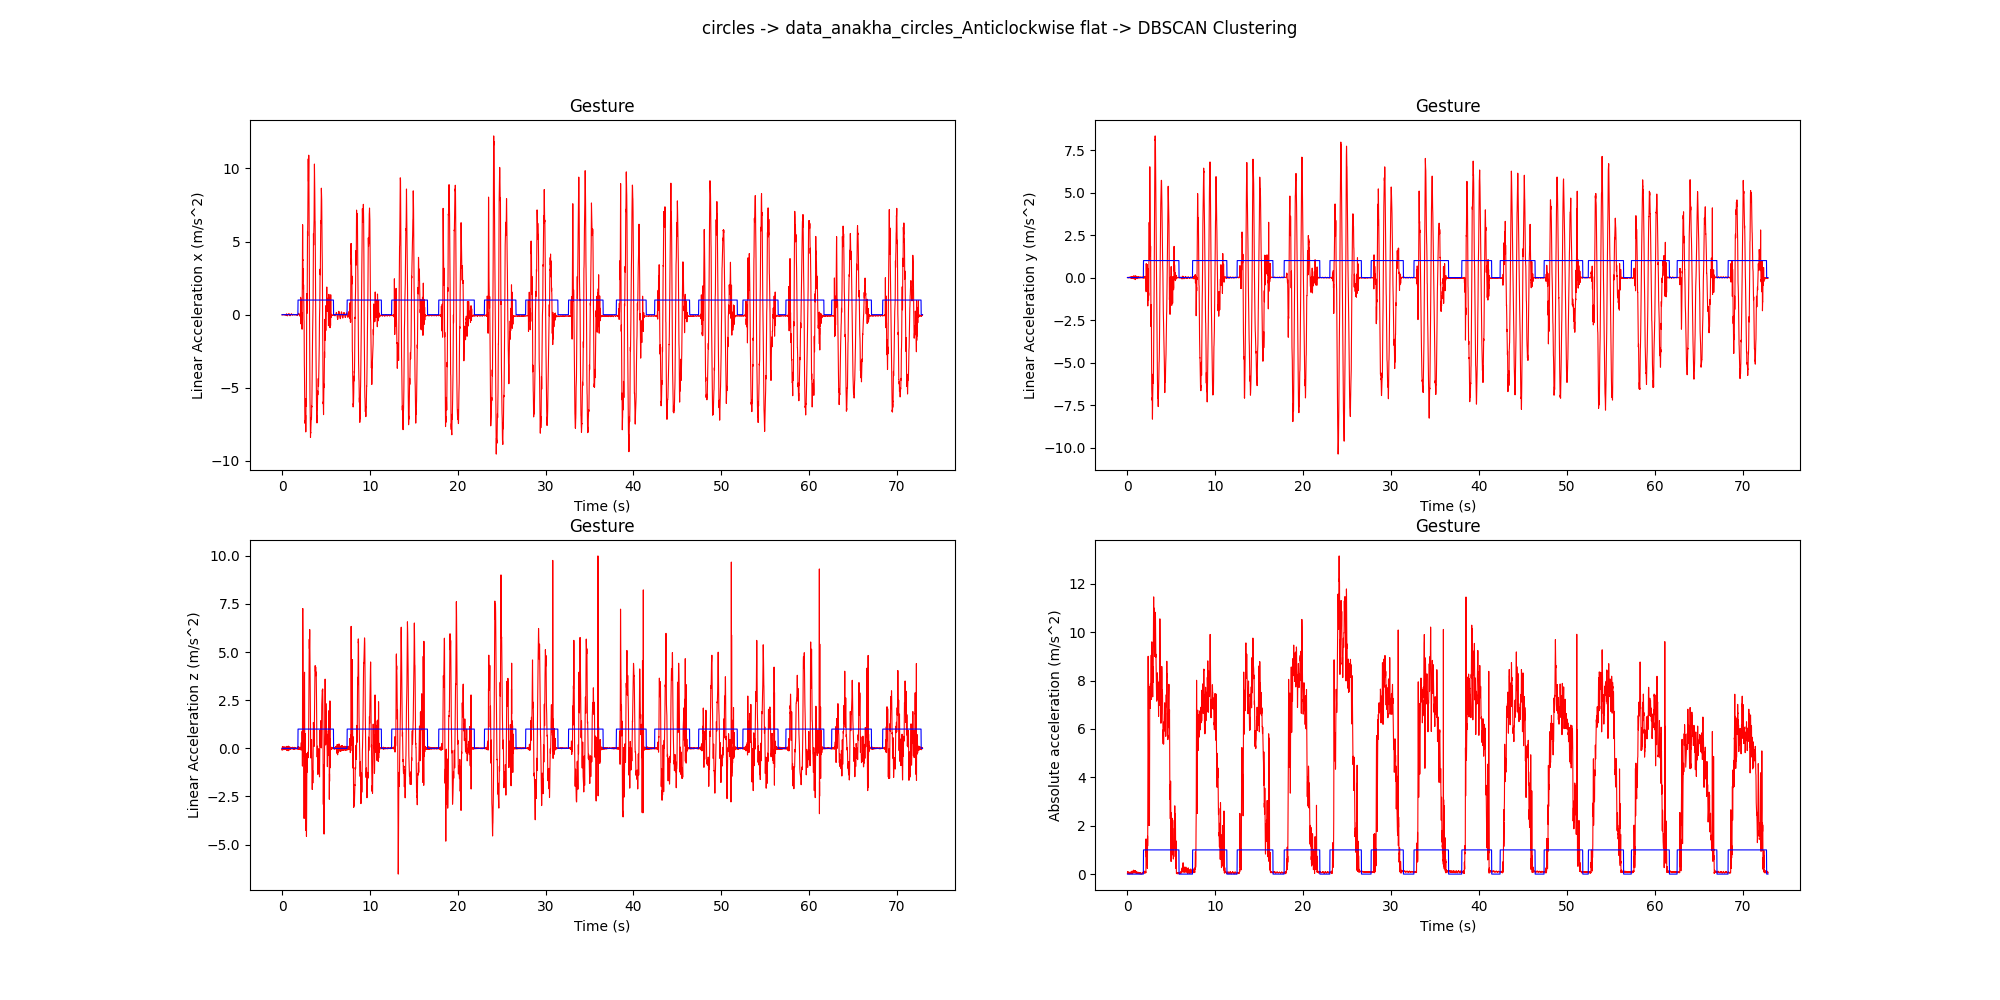 circles -> data_anakha_circles_Anticlockwise flat -> DBSCAN Clustering
Gesture
Linear Acceleration x (m/s^2)
10
5
0
−5
−10
0 10 20 30 40 50 60 70
Time (s)
Gesture
Linear Acceleration y (m/s^2)
7.5
5.0
2.5
0.0
−2.5
−5.0
−7.5
−10.0
0 10 20 30 40 50 60 70
Time (s)
Gesture
Linear Acceleration z (m/s^2)
10.0
7.5
5.0
2.5
0.0
−2.5
−5.0
0 10 20 30 40 50 60 70
Time (s)
Gesture
Absolute acceleration (m/s^2)
12
10
8
6
4
2
0
0 10 20 30 40 50 60 70
Time (s)